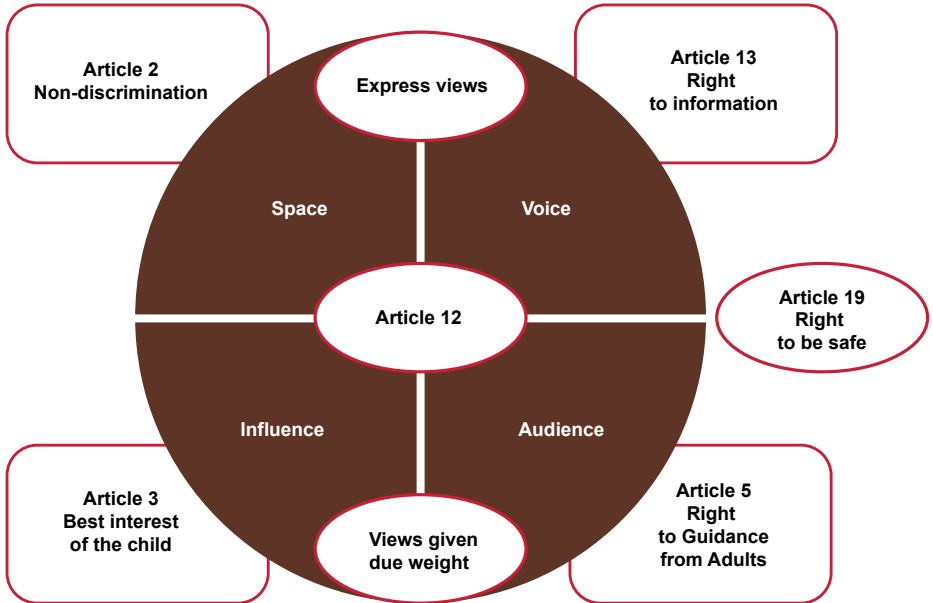 Article 2
Non-discrimination
Express views
Article 13
Right
to information
Space
Voice
Article 12
Article 19
Right
to be safe
Influence
Audience
Article 3
Best interest
of the child
Views given
due weight
Article 5
Right
to Guidance
from Adults